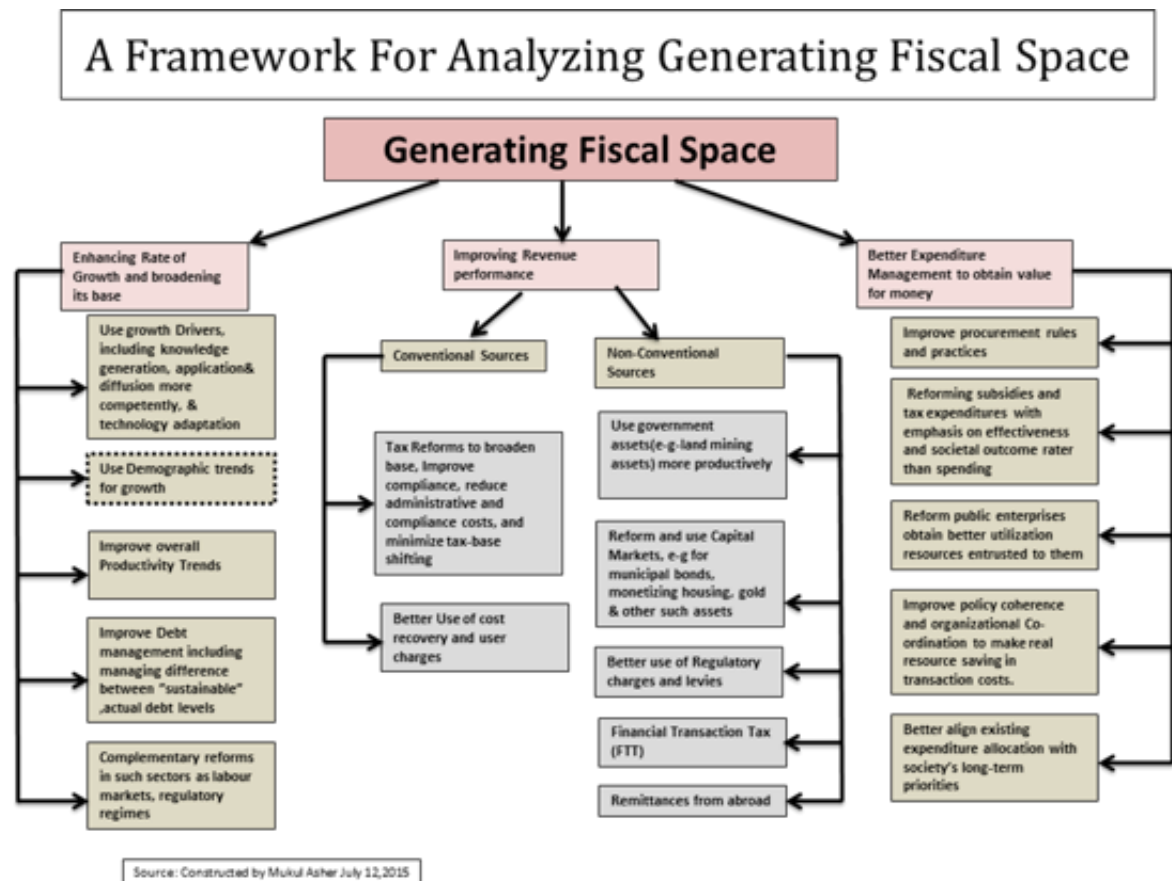 A Framework For Analyzing Generating Fiscal Space
Generating Fiscal Space
Enhancing Rate of
Growth and broadening
its base
Use growth Drivers,
including knowledge
generation, application&
diffusion more
competently, &
technology adaptation
Use Demographic trends
for growth
Improve overall
Productivity Trends
Improve Debt
management including
managing difference
between “sustainable”
,actual debt levels
Complementary reforms
in such sectors as labour
markets, regulatory
regimes
Improving Revenue
performance
Conventional Sources
Tax Reforms to broaden
base, Improve
compliance, reduce
administrative and
compliance costs, and
minimize tax-base
shifting
Better Use of cost
recovery and user
charges
Non-Conventional
Sources
Use government
assets(e-g-land mining
assets) more productively
Reform and use Capital
Markets, e-g for
municipal bonds,
monetizing housing, gold
& other such assets
Better use of Regulatory
charges and levies
Financial Transaction Tax
(FTT)
Remittances from abroad
Better Expenditure
Management to obtain value
for money
Improve procurement rules
and practices
Reforming subsidies and
tax expenditures with
emphasis on effectiveness
and societal outcome rater
than spending
Reform public enterprises
obtain better utilization
resources entrusted to them
Improve policy coherence
and organizational Co-
ordination to make real
resource saving in
transaction costs.
Better align existing
expenditure allocation with
society's long-term
priorities
Source: Constructed by Mukul Asher July 12,2015